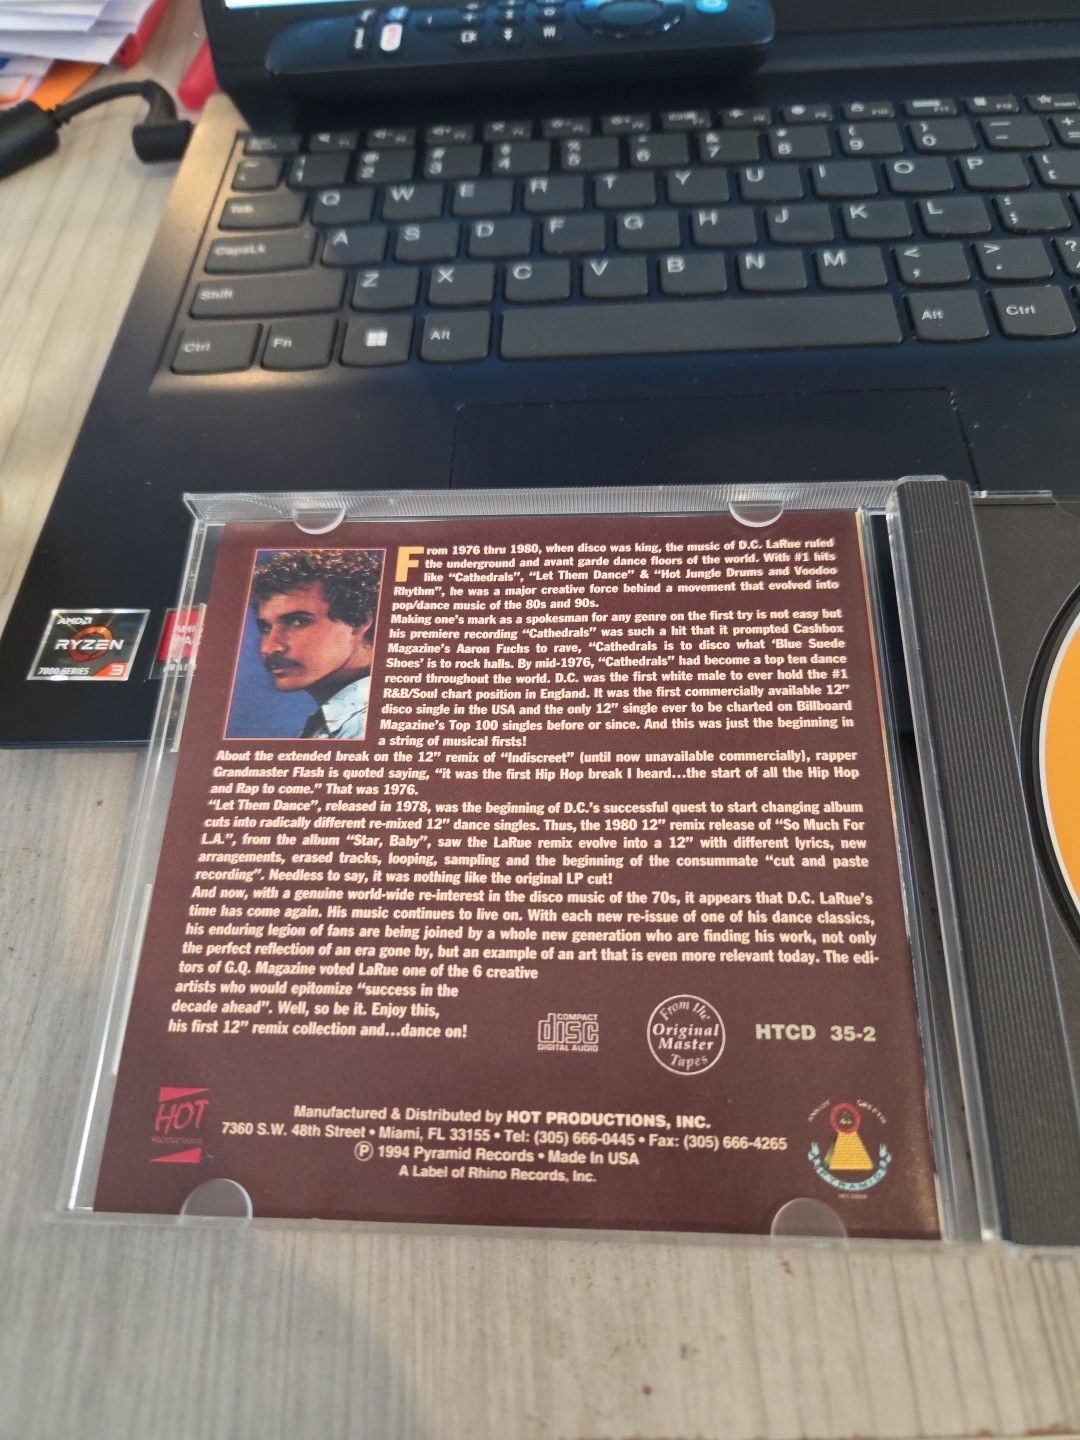 Q W E R T Y U I O P
CapsLk A S D F G H J K L
Shift Z X C V B N M
Ctrl Fn Alt Alt Ctrl
AMD
RYZEN
7000 SERIES 3
From 1976 thru 1980, when disco was king, the music of D.C. LaRue ruled
the underground and avant garde dance floors of the world. With #1 hits
like “Cathedrals”, “Let Them Dance” & “Hot Jungle Drums and Voodoo
Rhythm”, he was a major creative force behind a movement that evolved into
pop/dance music of the 80s and 90s.
Making one's mark as a spokesman for any genre on the first try is not easy but
his premiere recording “Cathedrals” was such a hit that it prompted Cashbox
Magazine's Aaron Fuchs to rave, “Cathedrals is to disco what ‘Blue Suede
Shoes’ is to rock halls. By mid-1976, “Cathedrals” had become a top ten dance
record throughout the world. D.C. was the first white male to ever hold the #1
R&B/Soul chart position in England. It was the first commercially available 12”
disco single in the USA and the only 12” single ever to be charted on Billboard
Magazine's Top 100 singles before or since. And this was just the beginning in
a string of musical firsts!
About the extended break on the 12” remix of “Indiscreet” (until now unavailable commercially), rapper
Grandmaster Flash is quoted saying, “it was the first Hip Hop break I heard...the start of all the Hip Hop
and Rap to come.” That was 1976.
“Let Them Dance”, released in 1978, was the beginning of D.C.'s successful quest to start changing album
cuts into radically different re-mixed 12” dance singles. Thus, the 1980 12” remix release of “So Much For
L.A.”, from the album “Star, Baby”, saw the LaRue remix evolve into a 12” with different lyrics, new
arrangements, erased tracks, looping, sampling and the beginning of the consummate “cut and paste
recording”. Needless to say, it was nothing like the original LP cut!
And now, with a genuine world-wide re-interest in the disco music of the 70s, it appears that D.C. LaRue's
time has come again. His music continues to live on. With each new re-issue of one of his dance classics,
his enduring legion of fans are being joined by a whole new generation who are finding his work, not only
the perfect reflection of an era gone by, but an example of an art that is even more relevant today. The edi-
tors of G.Q. Magazine voted LaRue one of the 6 creative
artists who would epitomize “success in the
decade ahead”. Well, so be it. Enjoy this,
his first 12” remix collection and...dance on!
COMPACT
disc
DIGITAL AUDIO
From the
Original
Master
Tapes
HTCD 35-2
HOT
PRODUCTIONS
Manufactured & Distributed by HOT PRODUCTIONS, INC.
7360 S.W. 48th Street • Miami, FL 33155 • Tel: (305) 666-0445 • Fax: (305) 666-4265
Ⓟ 1994 Pyramid Records • Made In USA
A Label of Rhino Records, Inc.
PYRAMID